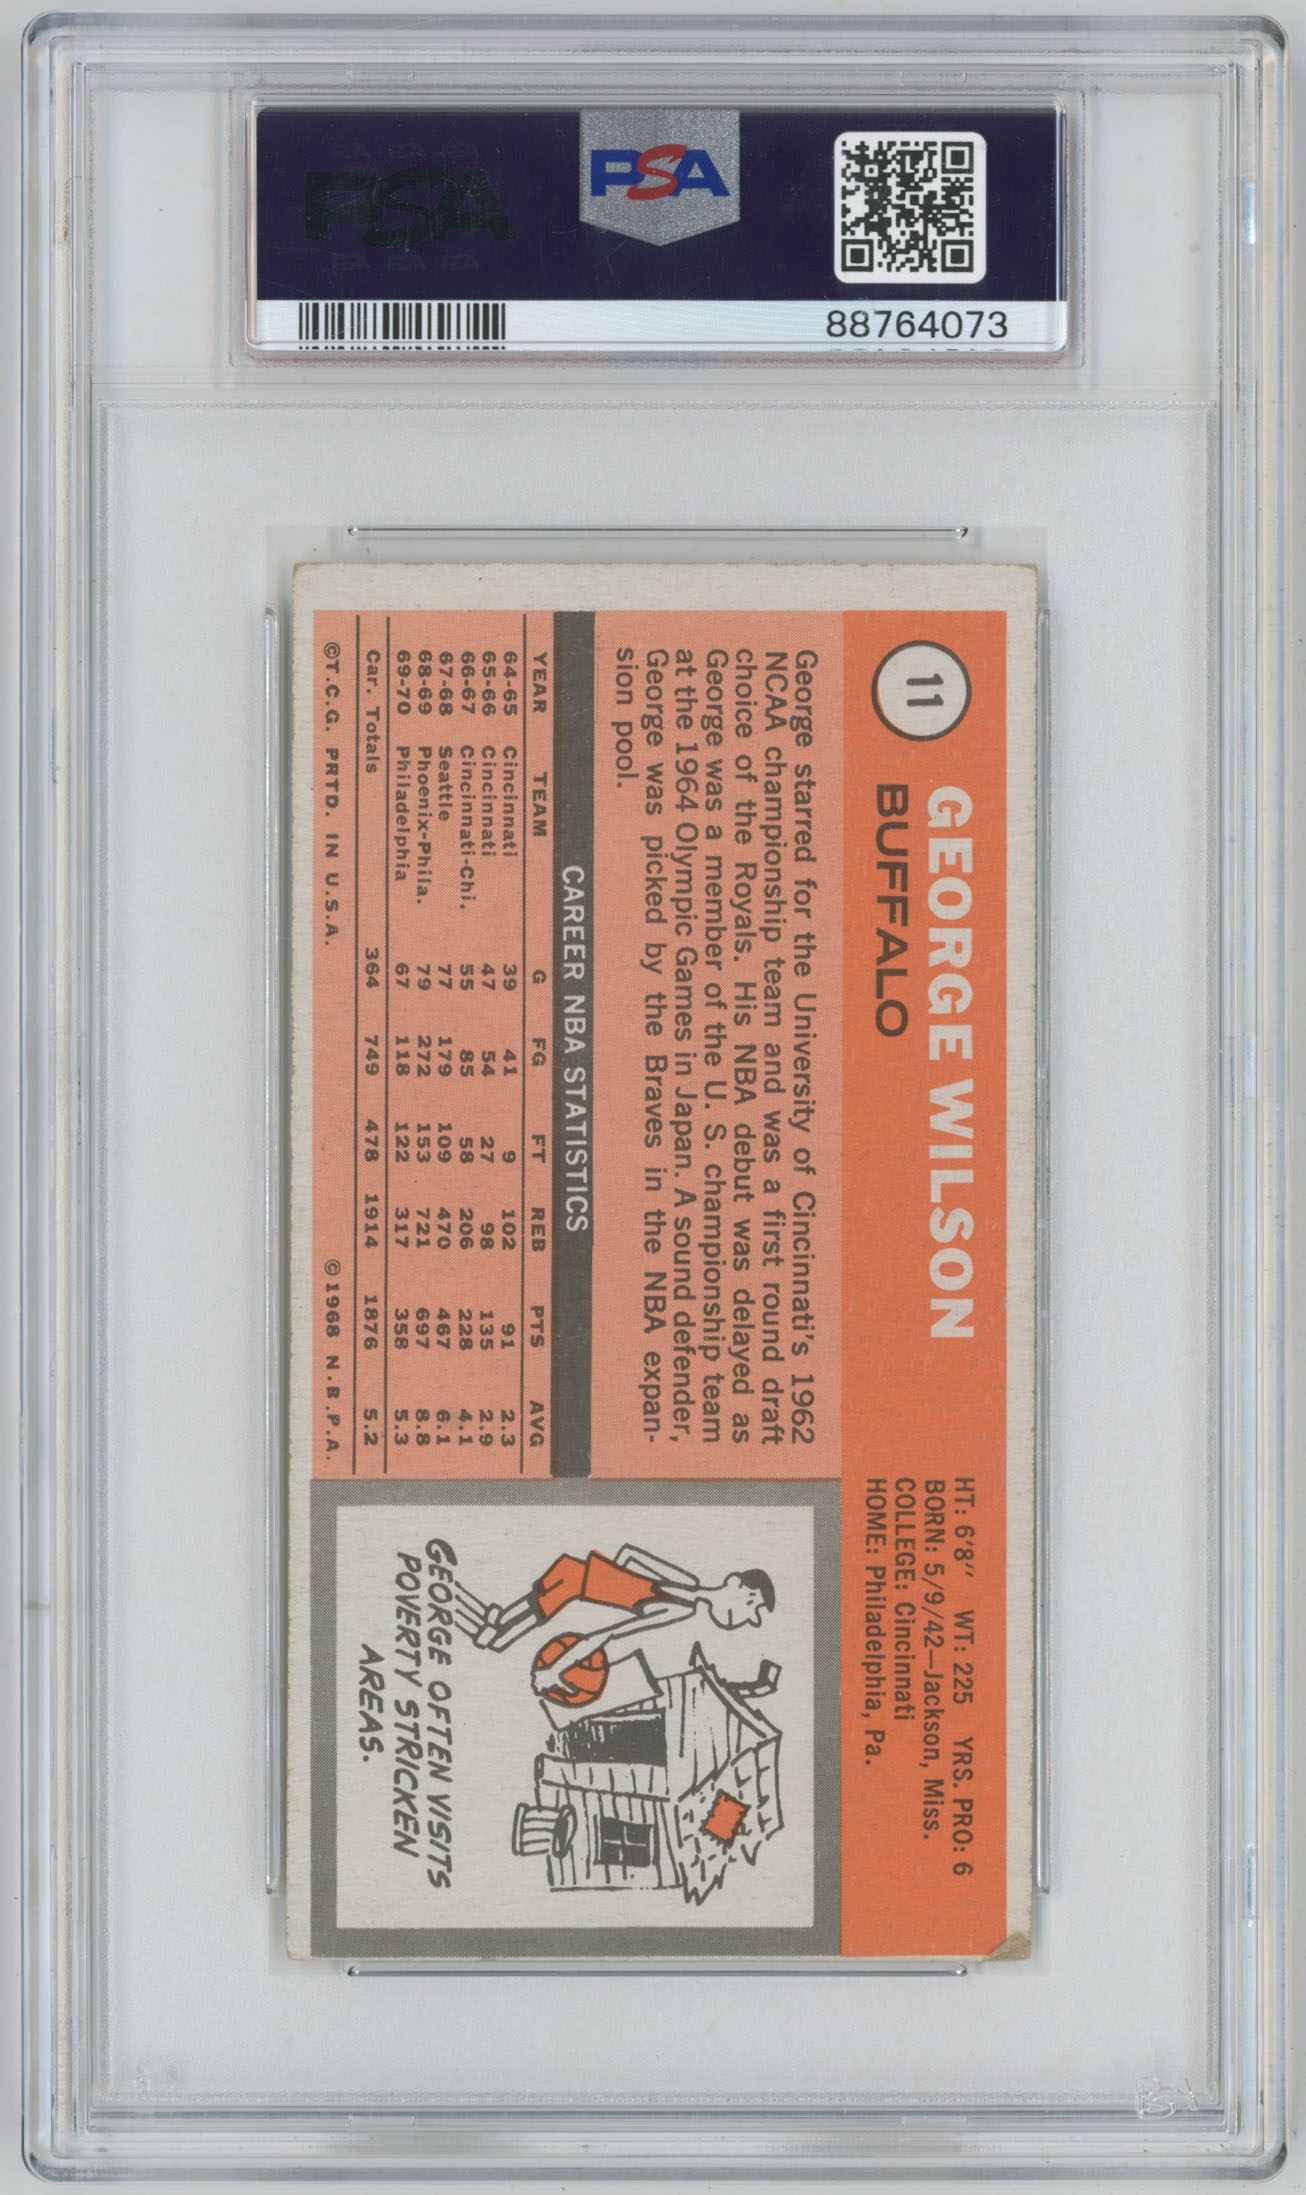 PSA PSA PSA
PSA
PSA PSA PSA
PSA
88764073
11
GEORGE WILSON
BUFFALO
HT: 6'8" WT: 225 YRS. PRO: 6
BORN: 5/9/42—Jackson, Miss.
COLLEGE: Cincinnati
HOME: Philadelphia, Pa.
George starred for the University of Cincinnati's 1962
NCAA championship team and was a first round draft
choice of the Royals. His NBA debut was delayed as
George was a member of the U. S. championship team
at the 1964 Olympic Games in Japan. A sound defender,
George was picked by the Braves in the NBA expan-
sion pool.
CAREER NBA STATISTICS
YEAR TEAM G FG FT REB PTS AVG
64-65 Cincinnati 39 41 9 102 91 2.3
65-66 Cincinnati 47 54 27 98 135 2.9
66-67 Cincinnati-Chi. 55 85 58 206 228 4.1
67-68 Seattle 77 179 109 470 467 6.1
68-69 Phoenix-Phila. 79 272 153 721 697 8.8
69-70 Philadelphia 67 118 122 317 358 5.3
Car. Totals 364 749 478 1914 1876 5.2
©T.C.G. PRTD. IN U.S.A. ©1968 N.B.P.A.
GEORGE OFTEN VISITS
POVERTY STRICKEN
AREAS.
PSA